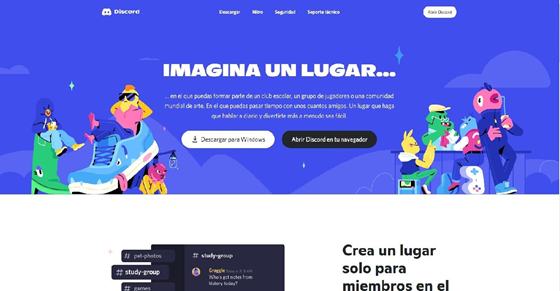 Discord
Descargar Nitro Seguridad Soporte técnico
Abrir Discord
IMAGINA UN LUGAR...
... en el que puedas formar parte de un club escolar, un grupo de jugadores o una comunidad
mundial de arte. En el que puedas pasar tiempo con unos cuantos amigos. Un lugar que haga
que hablar a diario y divertirte más a menudo sea fácil.
Descargar para Windows
Abrir Discord en tu navegador
# pet-photos
# study-group
# games
# study-group
Who's got notes from
history today?
Crea un lugar
solo para
miembros en el